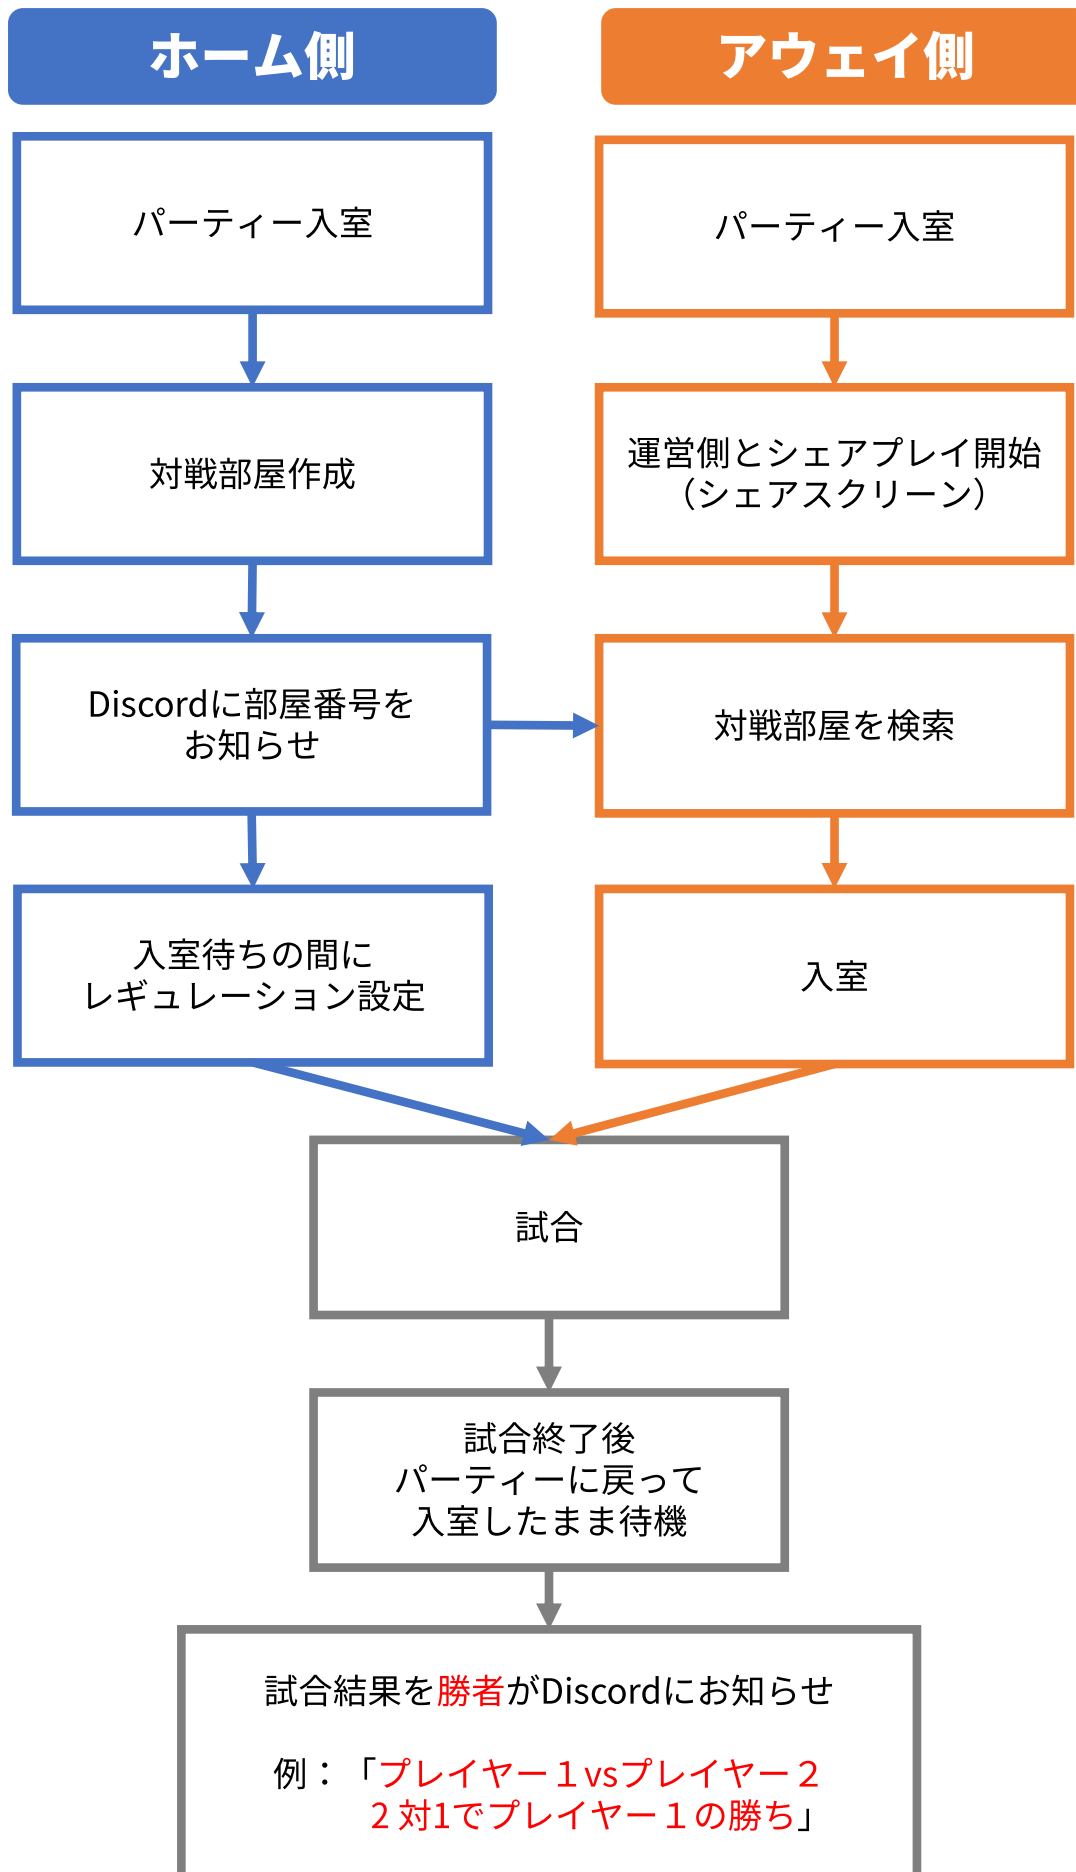 ホーム側
アウェイ側
パーティー入室
パーティー入室
対戦部屋作成
運営側とシェアプレイ開始
（シェアスクリーン）
Discordに部屋番号を
お知らせ
対戦部屋を検索
入室待ちの間に
レギュレーション設定
入室
試合
試合終了後
パーティーに戻って
入室したまま待機
試合結果を勝者がDiscordにお知らせ
例：「プレイヤー１vsプレイヤー２
２対1でプレイヤー１の勝ち」